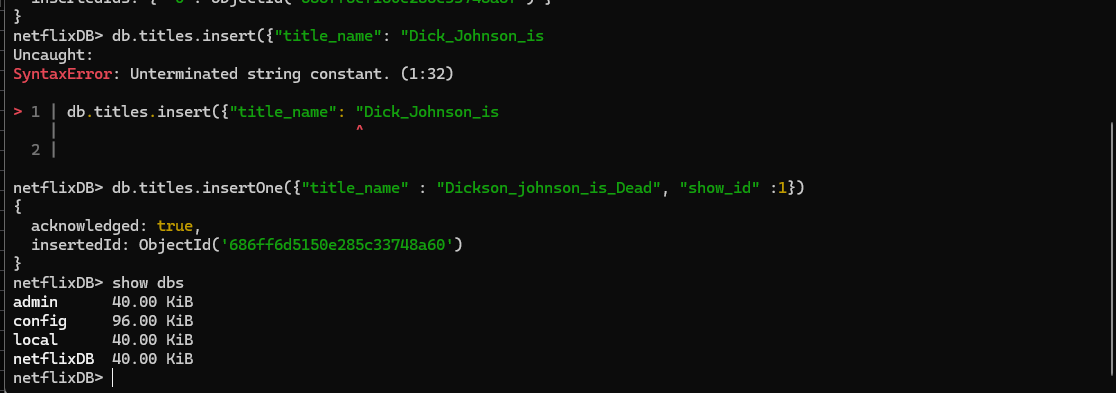 }
netflixDB> db.titles.insert({"title_name": "Dick_Johnson_is
Uncaught:
SyntaxError: Unterminated string constant. (1:32)
> 1 | db.titles.insert({"title_name": "Dick_Johnson_is
| ^
2 |
netflixDB> db.titles.insertOne({"title_name" : "Dickson_johnson_is_Dead", "show_id" :1})
{
acknowledged: true,
insertedId: ObjectId('686ff6d5150e285c33748a60')
}
netflixDB> show dbs
admin 40.00 KiB
config 96.00 KiB
local 40.00 KiB
netflixDB 40.00 KiB
netflixDB>